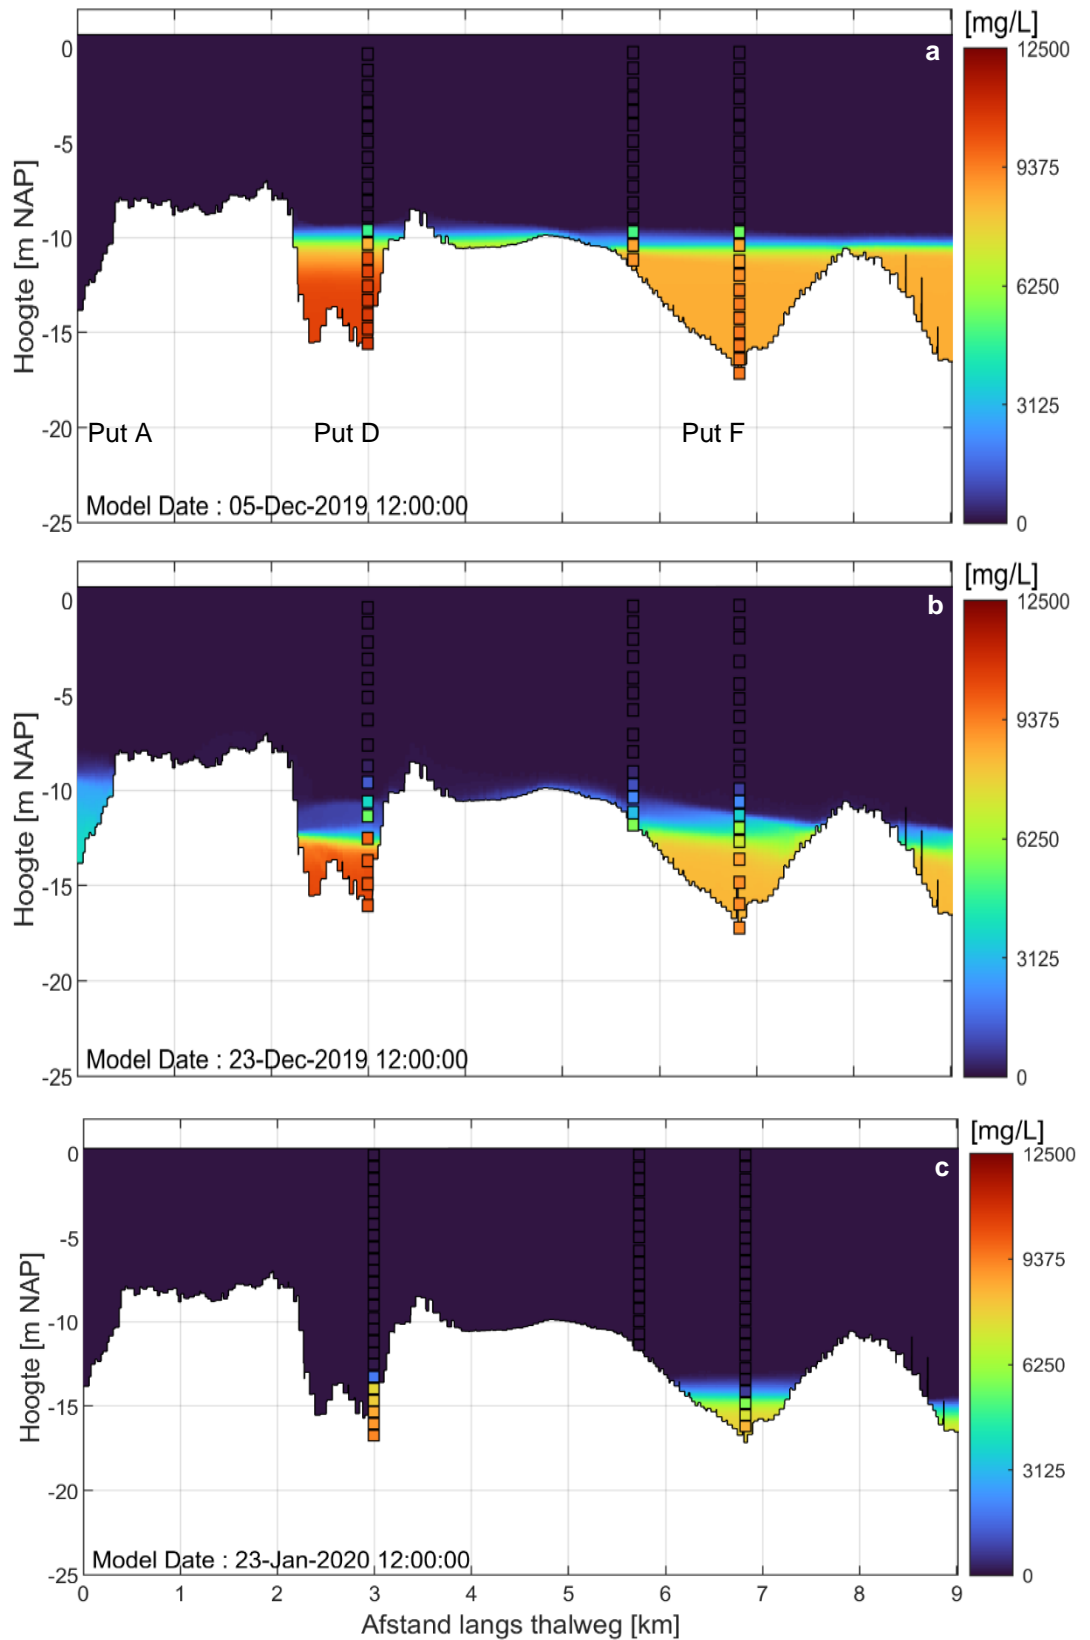 [mg/L]
a
0
-5
-10
-15
-20
-25
Hoogte [m NAP]
Put A
Put D
Put F
Model Date : 05-Dec-2019 12:00:00
12500
9375
6250
3125
0
[mg/L]
b
0
-5
-10
-15
-20
-25
Hoogte [m NAP]
Model Date : 23-Dec-2019 12:00:00
12500
9375
6250
3125
0
[mg/L]
c
0
-5
-10
-15
-20
-25
Hoogte [m NAP]
Model Date : 23-Jan-2020 12:00:00
12500
9375
6250
3125
0
0 1 2 3 4 5 6 7 8 9
Afstand langs thalweg [km]